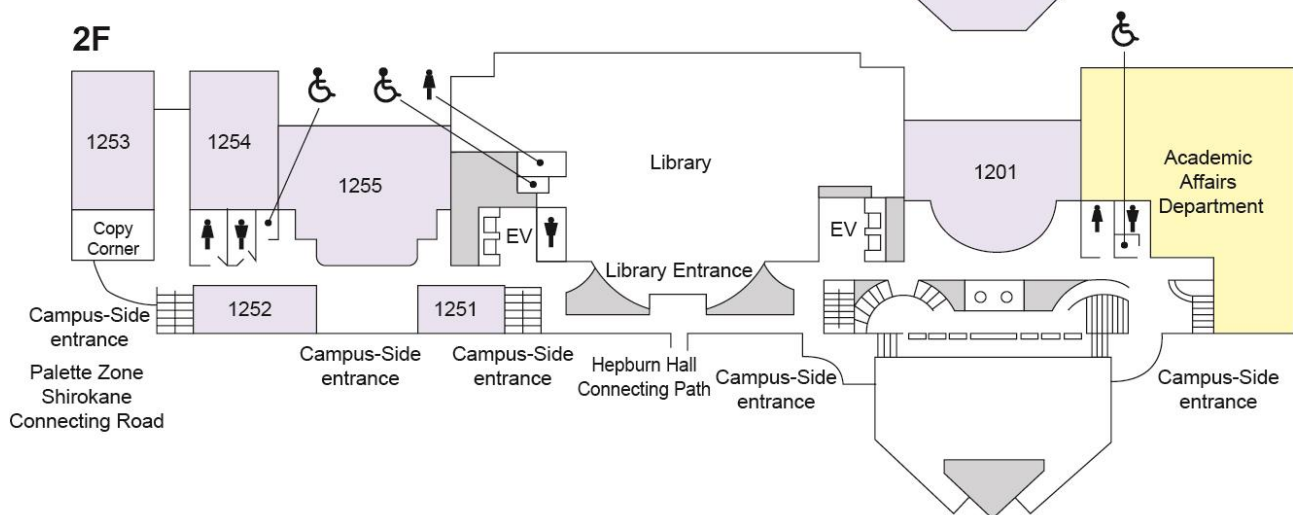 2F
1253
1254
1255
Library
1201
Academic
Affairs
Department
Copy
Corner
EV
EV
Library Entrance
1252
1251
Campus-Side
entrance
Palette Zone
Shirokane
Connecting Road
Campus-Side
entrance
Campus-Side
entrance
Hepburn Hall
Connecting Path
Campus-Side
entrance
Campus-Side
entrance